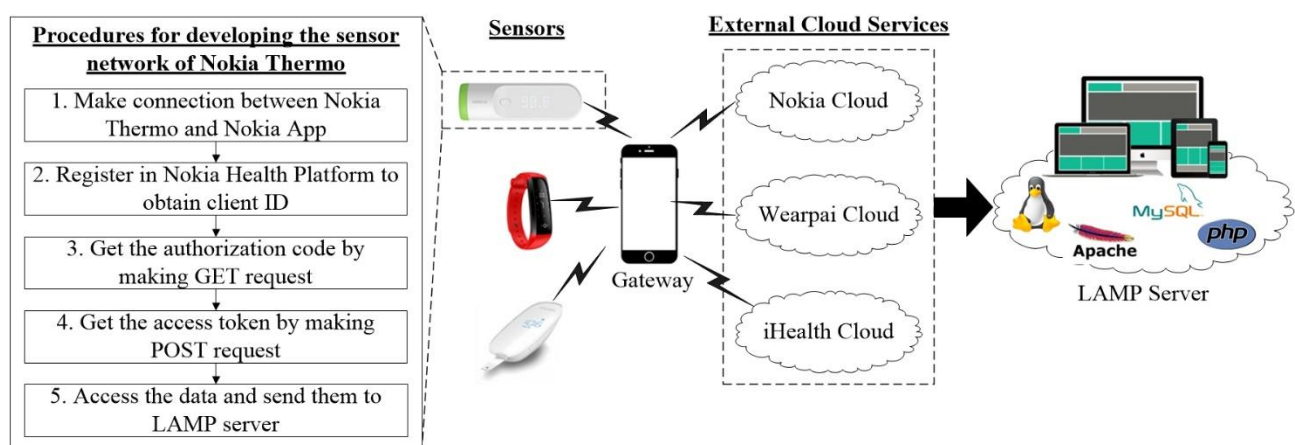 Procedures for developing the sensor
network of Nokia Thermo
1. Make connection between Nokia
Thermo and Nokia App
2. Register in Nokia Health Platform to
obtain client ID
3. Get the authorization code by
making GET request
4. Get the access token by making
POST request
5. Access the data and send them to
LAMP server
Sensors
Gateway
External Cloud Services
Nokia Cloud
Wearpai Cloud
iHealth Cloud
MySQL
php
Apache
LAMP Server